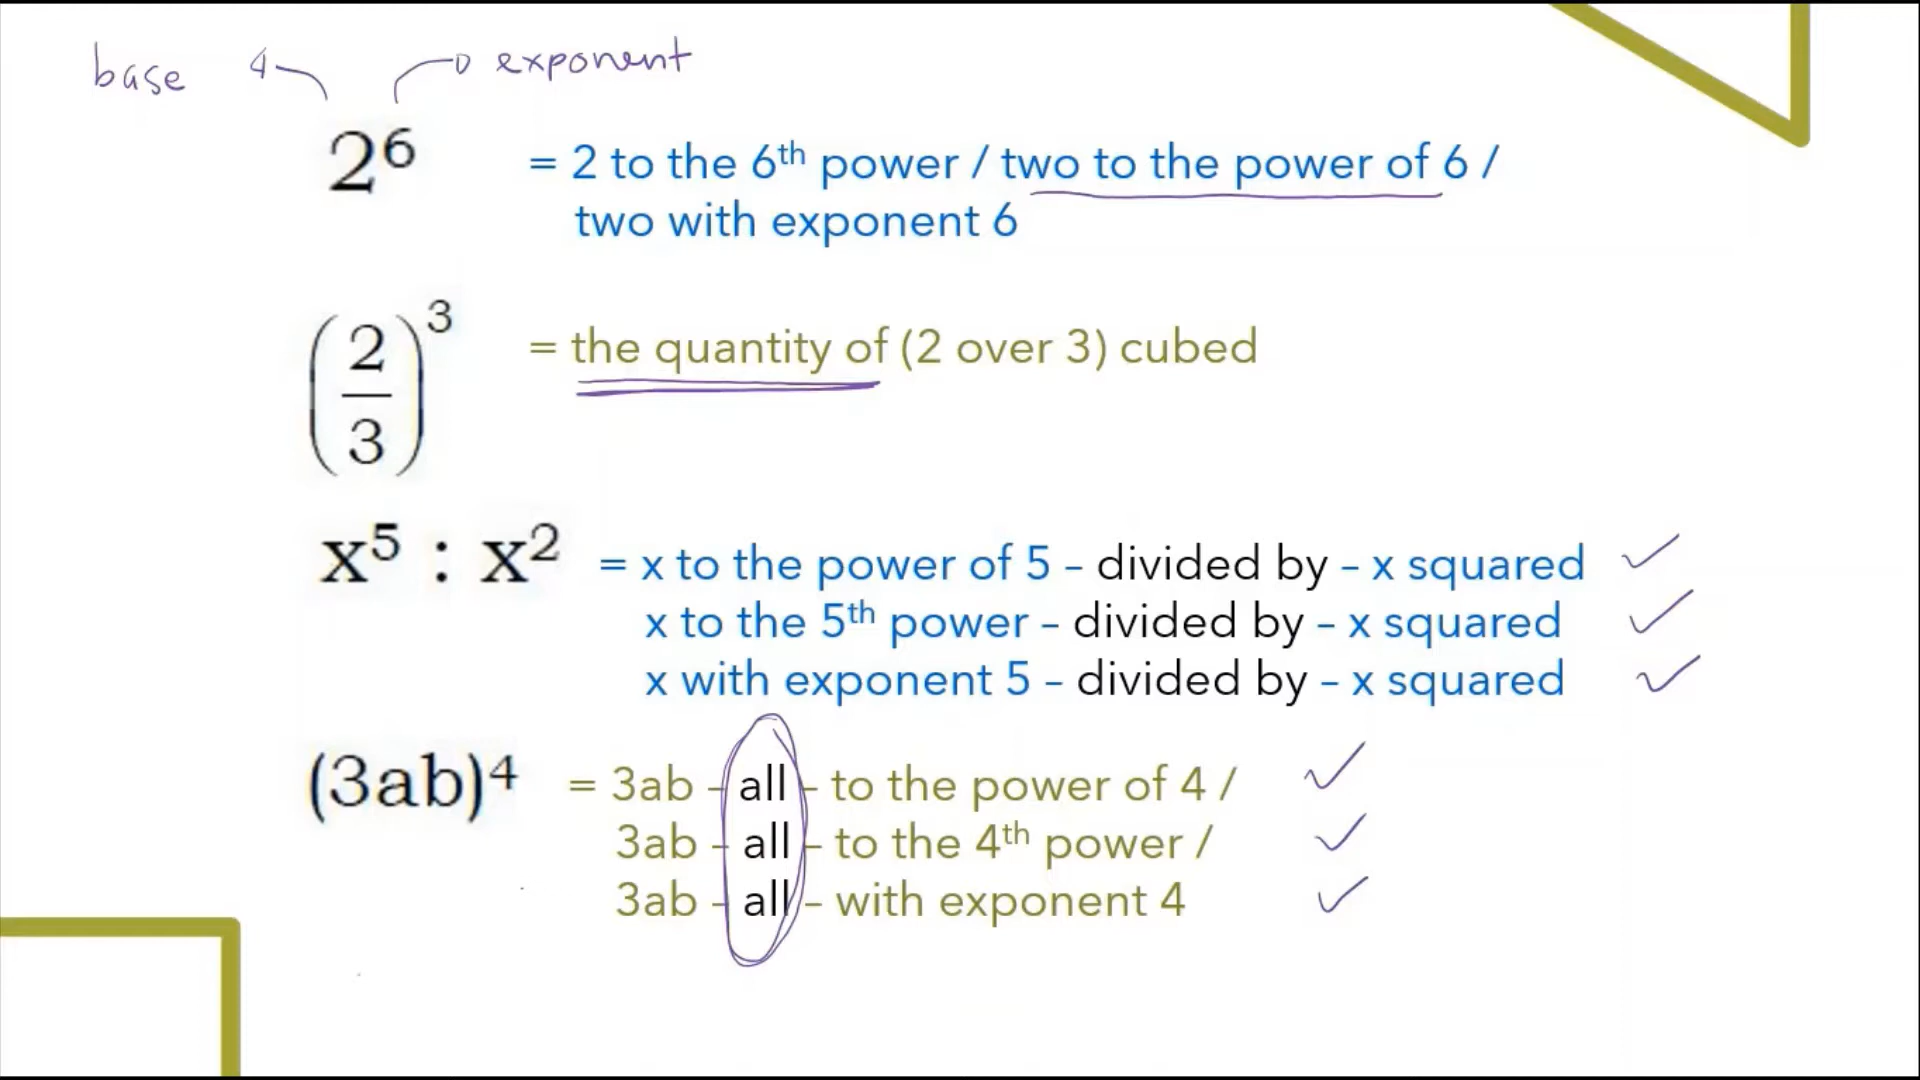 base exponent
2⁶ = 2 to the 6th power / two to the power of 6 /
two with exponent 6
(2/3)³ = the quantity of (2 over 3) cubed
x⁵ : x² = x to the power of 5 – divided by – x squared
x to the 5th power – divided by – x squared
x with exponent 5 – divided by – x squared
(3ab)⁴ = 3ab – all – to the power of 4 /
3ab – all – to the 4th power /
3ab – all – with exponent 4